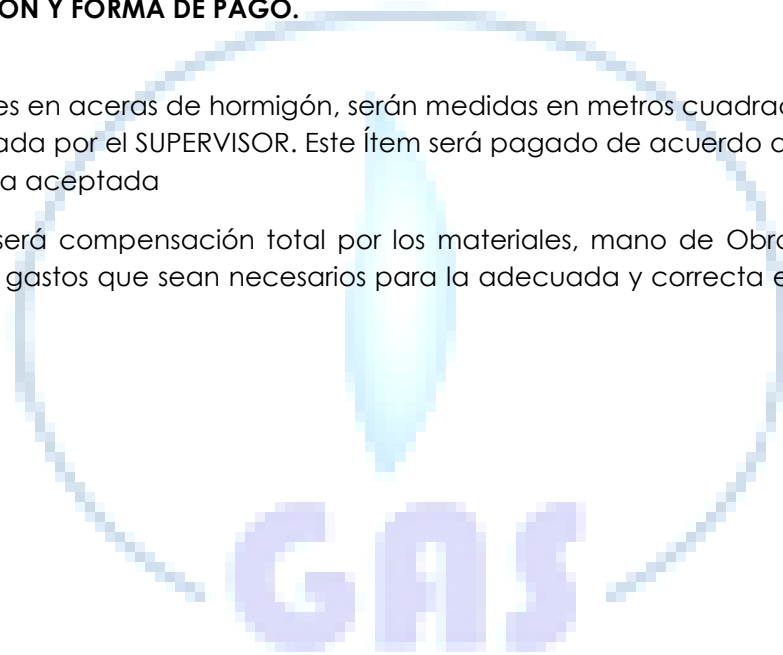 ÓN Y FORMA DE PAGO.
es en aceras de hormigón, serán medidas en metros cuadrad
ada por el SUPERVISOR. Este Ítem será pagado de acuerdo a
a aceptada
será compensación total por los materiales, mano de Obra
gastos que sean necesarios para la adecuada y correcta e
GAS